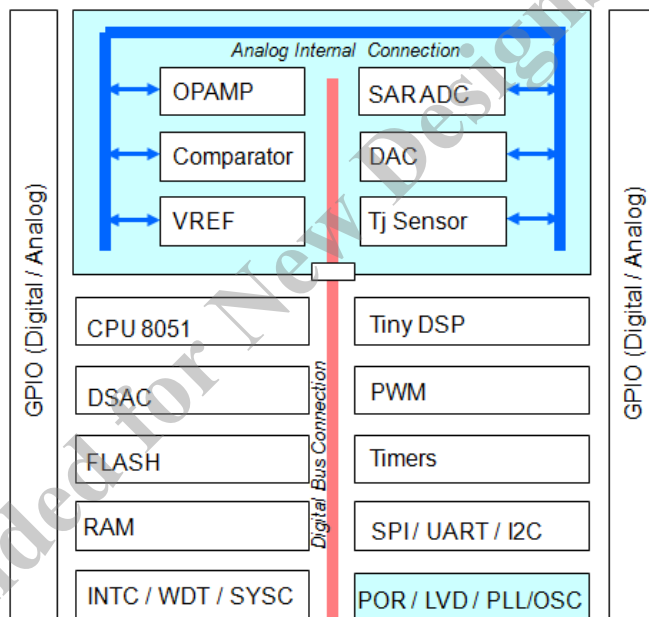 Analog Internal Connection
OPAMP
SAR ADC
Comparator
DAC
VREF
Tj Sensor
GPIO (Digital / Analog)
GPIO (Digital / Analog)
CPU 8051
Tiny DSP
DSAC
PWM
Digital Bus Connection
FLASH
Timers
RAM
SPI / UART / I2C
INTC / WDT / SYSC
POR / LVD / PLL/OSC
ded for New Designs